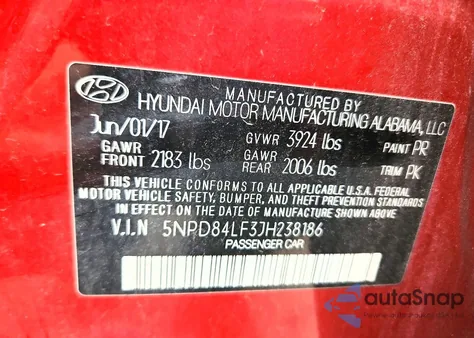 MANUFACTURED BY
HYUNDAI MOTOR MANUFACTURING ALABAMA, LLC
Jun/01/17 GVWR 3924 lbs PAINT PR
GAWR FRONT 2183 lbs GAWR REAR 2006 lbs TRIM PK
THIS VEHICLE CONFORMS TO ALL APPLICABLE U.S.A. FEDERAL
MOTOR VEHICLE SAFETY, BUMPER, AND THEFT PREVENTION STANDARDS
IN EFFECT ON THE DATE OF MANUFACTURE SHOWN ABOVE.
V.I.N 5NPD84LF3JH238186
PASSENGER CAR
autoSnap